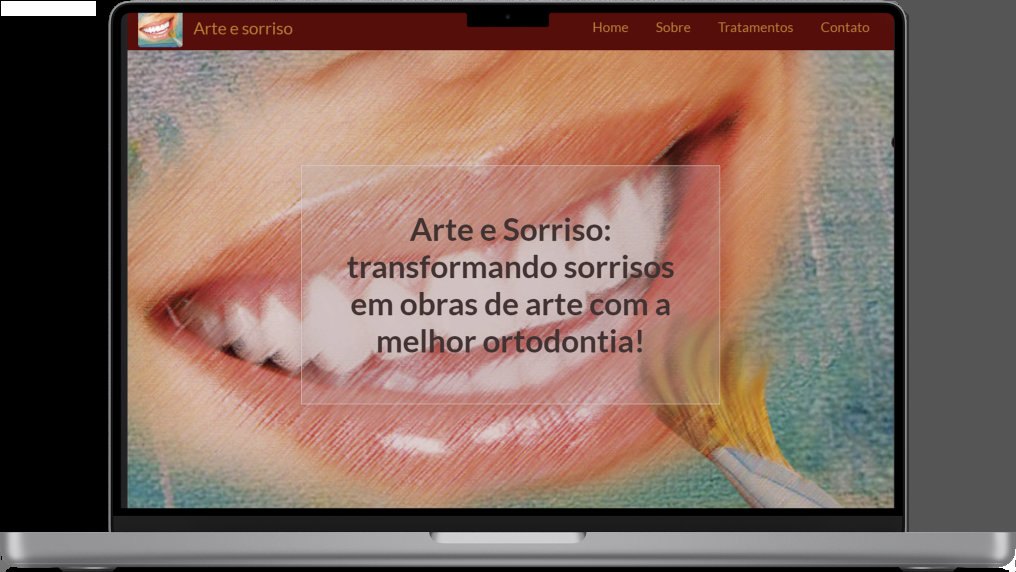 Arte e sorriso
Home
Sobre
Tratamentos
Contato
Arte e Sorriso:
transformando sorrisos
em obras de arte com a
melhor ortodontia!